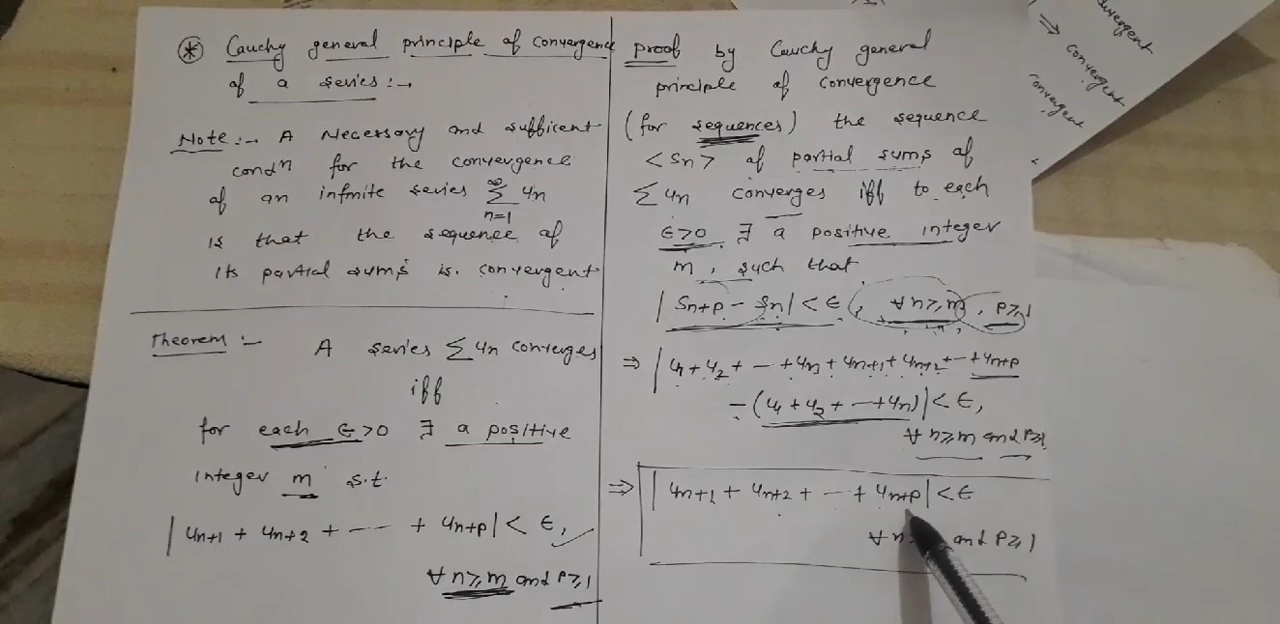 * Cauchy general principle of convergence
of a series :→
Note :- A Necessary and sufficent
condn for the convergence
of an infinite series ∞∑n=1 un
is that the sequence of
its partial sums is convergent
Theorem :- A series ∑un converges
iff
for each ϵ>0 ∃ a positive
integer m s.t.
|un+1 + un+2 + --- + un+p| < ϵ,
∀ n≥m and p≥1
proof by Cauchy general
principle of convergence
(for sequences) the sequence
<Sn> of partial sums of
∑un converges iff to each
ϵ>0 ∃ a positive integer
m, such that
|Sn+p - Sn| < ϵ, ∀ n≥m, p≥1
⇒ |u1 + u2 + -- + un + un+1 + un+2 + -- + un+p
- (u1 + u2 + -- + un)| < ϵ,
∀ n≥m and p≥1
⇒ |un+1 + un+2 + -- + un+p| < ϵ
∀ n and p≥1
⇒ convergent
convergent